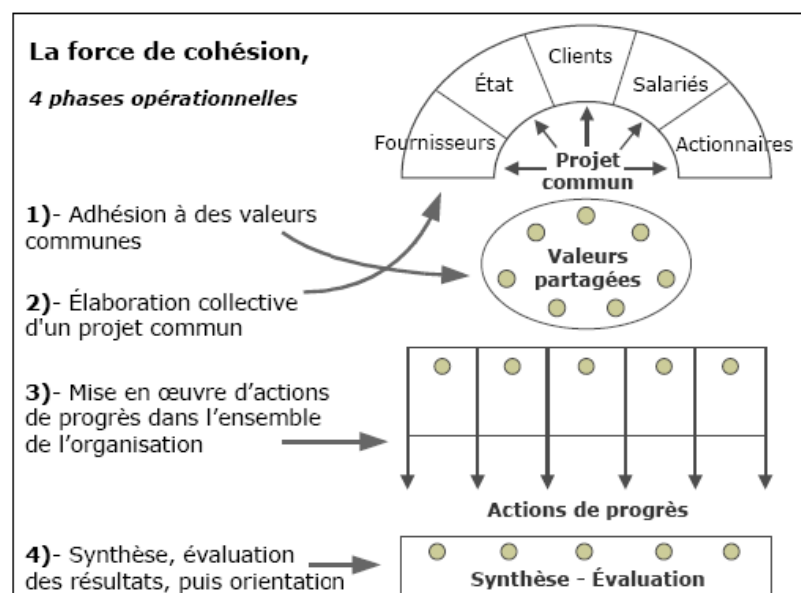 La force de cohésion,
4 phases opérationnelles
Fournisseurs
État
Clients
Salariés
Actionnaires
Projet
commun
1)- Adhésion à des valeurs
communes
Valeurs
partagées
2)- Élaboration collective
d'un projet commun
3)- Mise en œuvre d’actions
de progrès dans l’ensemble
de l’organisation
Actions de progrès
4)- Synthèse, évaluation
des résultats, puis orientation
Synthèse - Évaluation